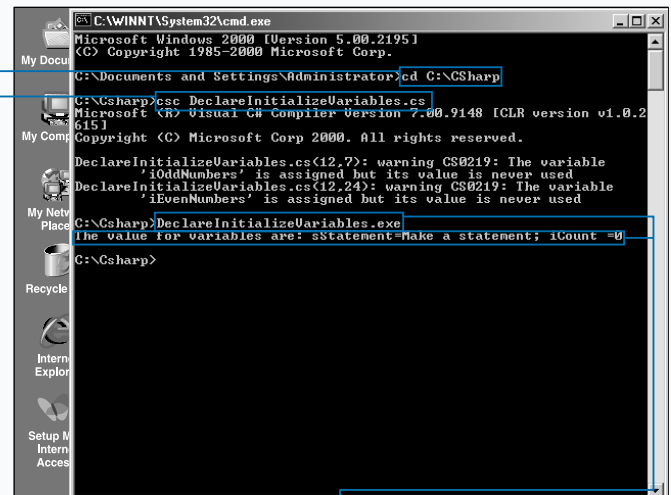 C:\WINNT\System32\cmd.exe
Microsoft Windows 2000 [Version 5.00.2195]
(C) Copyright 1985-2000 Microsoft Corp.
C:\Documents and Settings\Administrator>cd C:\CSharp
C:\Csharp>csc DeclareInitializeVariables.cs
Microsoft (R) Visual C# Compiler Version 7.00.9148 [CLR version v1.0.2
615]
Copyright (C) Microsoft Corp 2000. All rights reserved.
DeclareInitializeVariables.cs(12,7): warning CS0219: The variable
'iOddNumbers' is assigned but its value is never used
DeclareInitializeVariables.cs(12,24): warning CS0219: The variable
'iEvenNumbers' is assigned but its value is never used
C:\Csharp>DeclareInitializeVariables.exe
The value for variables are: sStatement=Make a statement; iCount =0
C:\Csharp>
My Docu
My Comp
My Netw
Place
Recycle
Intern
Explor
Setup M
Intern
Acces